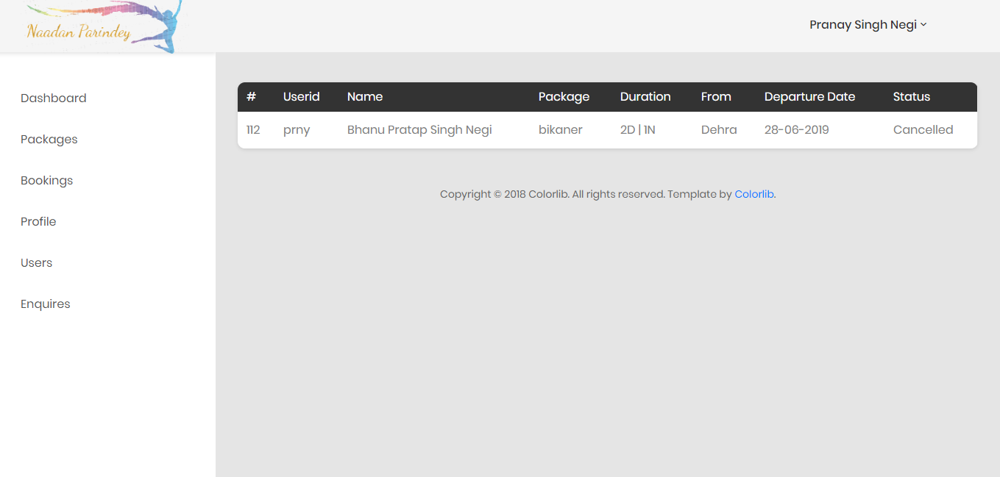 Naadan Parindey
Pranay Singh Negi
Dashboard
Packages
Bookings
Profile
Users
Enquires
# Userid Name Package Duration From Departure Date Status
112 prny Bhanu Pratap Singh Negi bikaner 2D | 1N Dehra 28-06-2019 Cancelled
Copyright © 2018 Colorlib. All rights reserved. Template by Colorlib.